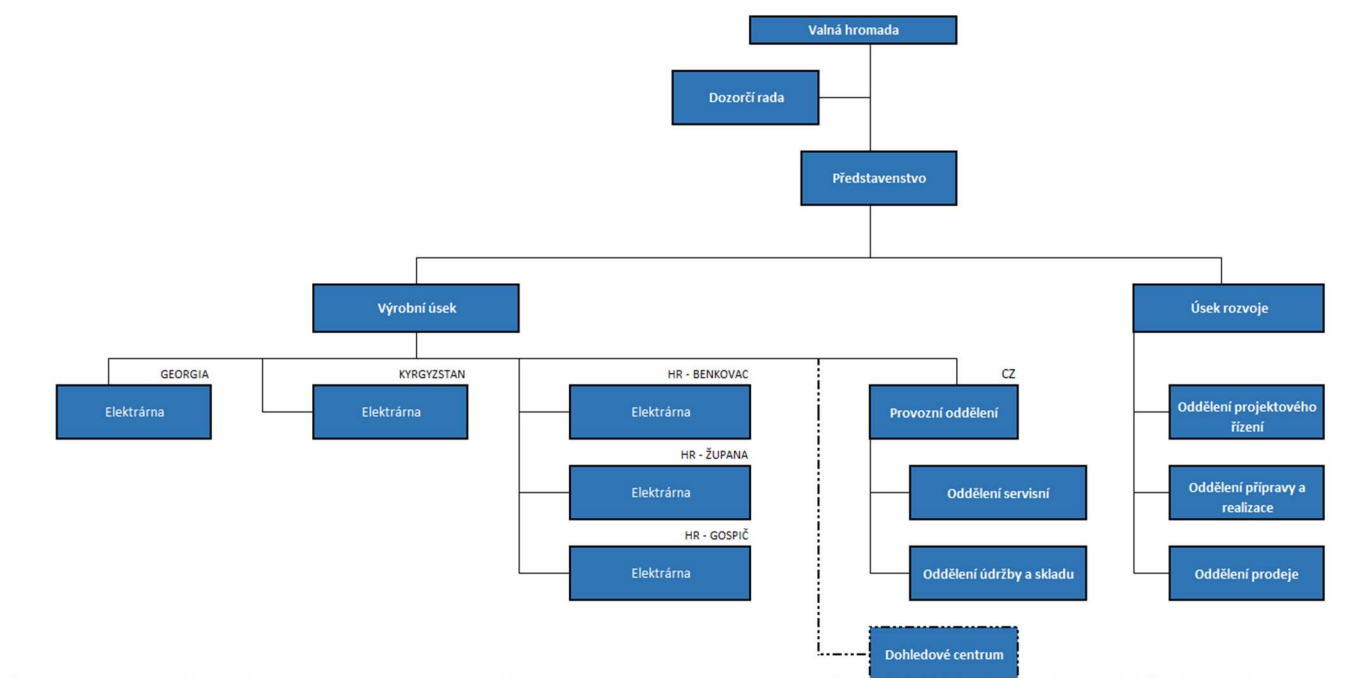 Valná hromada
Dozorčí rada
Představenstvo
Výrobní úsek
Úsek rozvoje
GEORGIA
Elektrárna
KYRGYZSTAN
Elektrárna
HR - BENKOVAC
Elektrárna
HR - ŽUPANA
Elektrárna
HR - GOSPIČ
Elektrárna
CZ
Provozní oddělení
Oddělení servisní
Oddělení údržby a skladu
Dohledové centrum
Oddělení projektového
řízení
Oddělení přípravy a
realizace
Oddělení prodeje